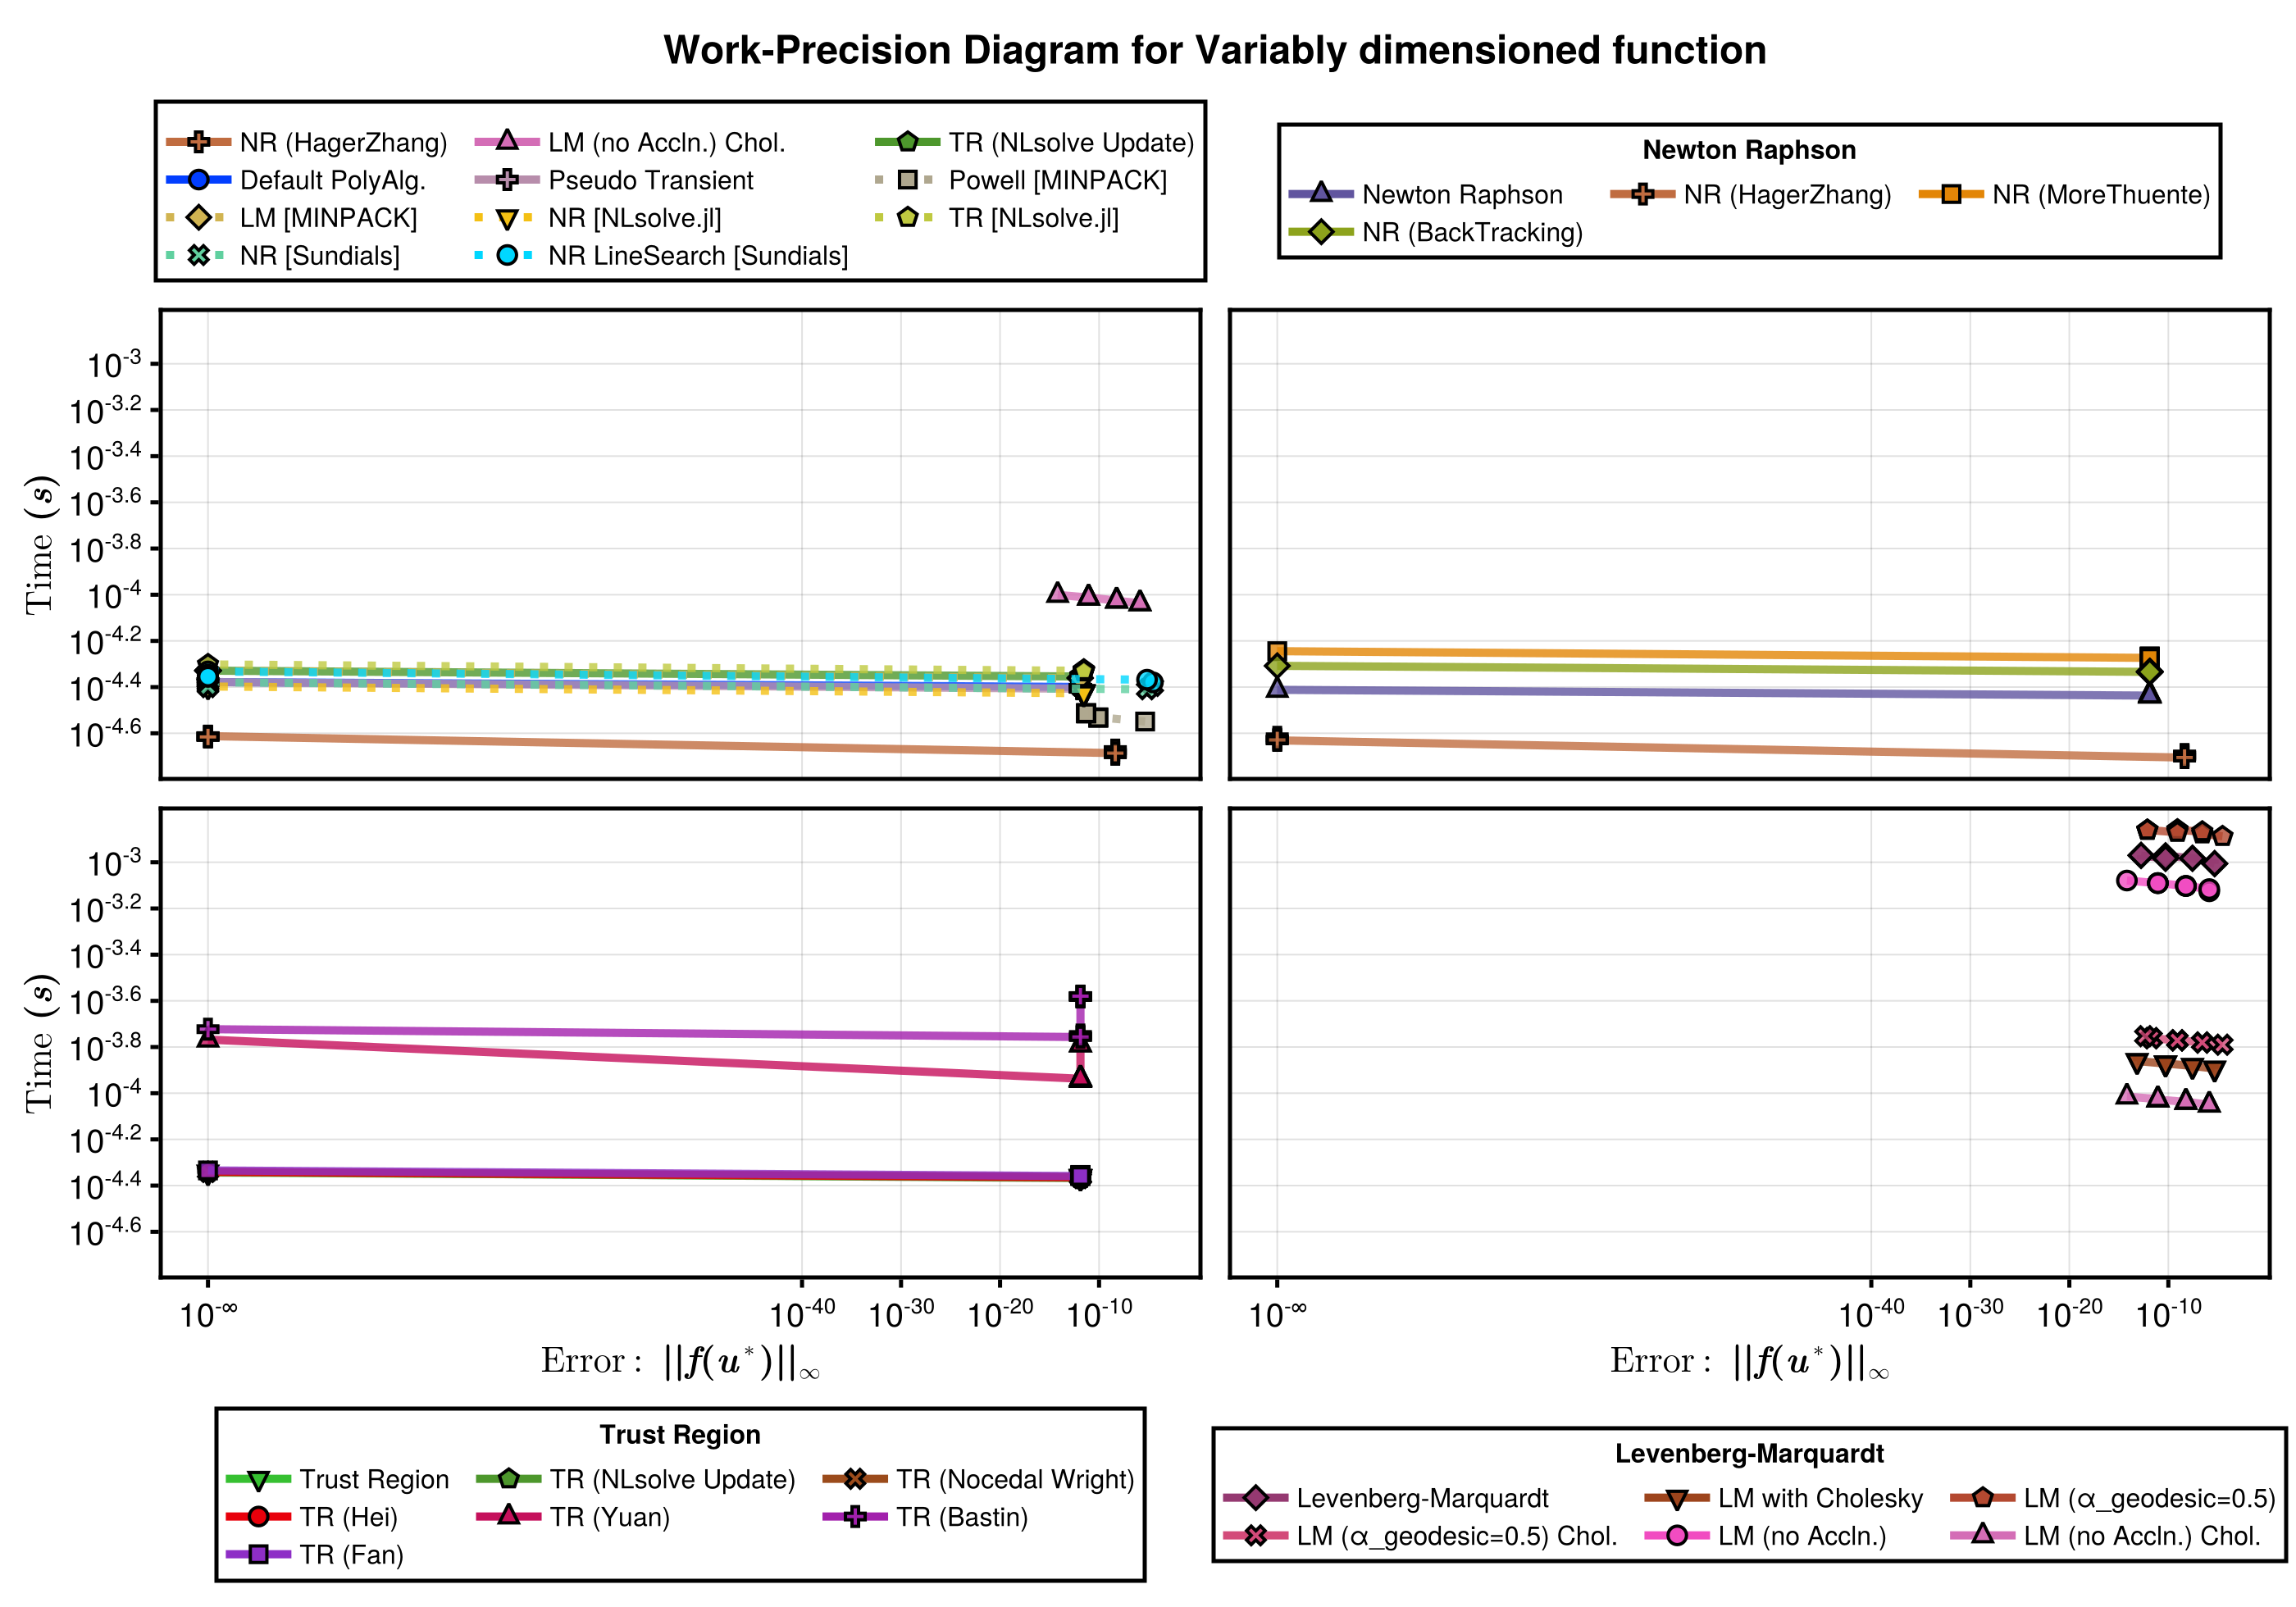 Work-Precision Diagram for Variably dimensioned function
NR (HagerZhang) LM (no Accln.) Chol. TR (NLsolve Update)
Default PolyAlg. Pseudo Transient Powell [MINPACK]
LM [MINPACK] NR [NLsolve.jl] TR [NLsolve.jl]
NR [Sundials] NR LineSearch [Sundials]
Newton Raphson
Newton Raphson NR (HagerZhang) NR (MoreThuente)
NR (BackTracking)
Time (s)
10^-3
10^-3.2
10^-3.4
10^-3.6
10^-3.8
10^-4
10^-4.2
10^-4.4
10^-4.6
Time (s)
10^-3
10^-3.2
10^-3.4
10^-3.6
10^-3.8
10^-4
10^-4.2
10^-4.4
10^-4.6
10^-∞ 10^-40 10^-30 10^-20 10^-10
10^-∞ 10^-40 10^-30 10^-20 10^-10
Error: ||f(u*)||∞
Error: ||f(u*)||∞
Trust Region
Trust Region TR (NLsolve Update) TR (Nocedal Wright)
TR (Hei) TR (Yuan) TR (Bastin)
TR (Fan)
Levenberg-Marquardt
Levenberg-Marquardt LM with Cholesky LM (α_geodesic=0.5)
LM (α_geodesic=0.5) Chol. LM (no Accln.) LM (no Accln.) Chol.